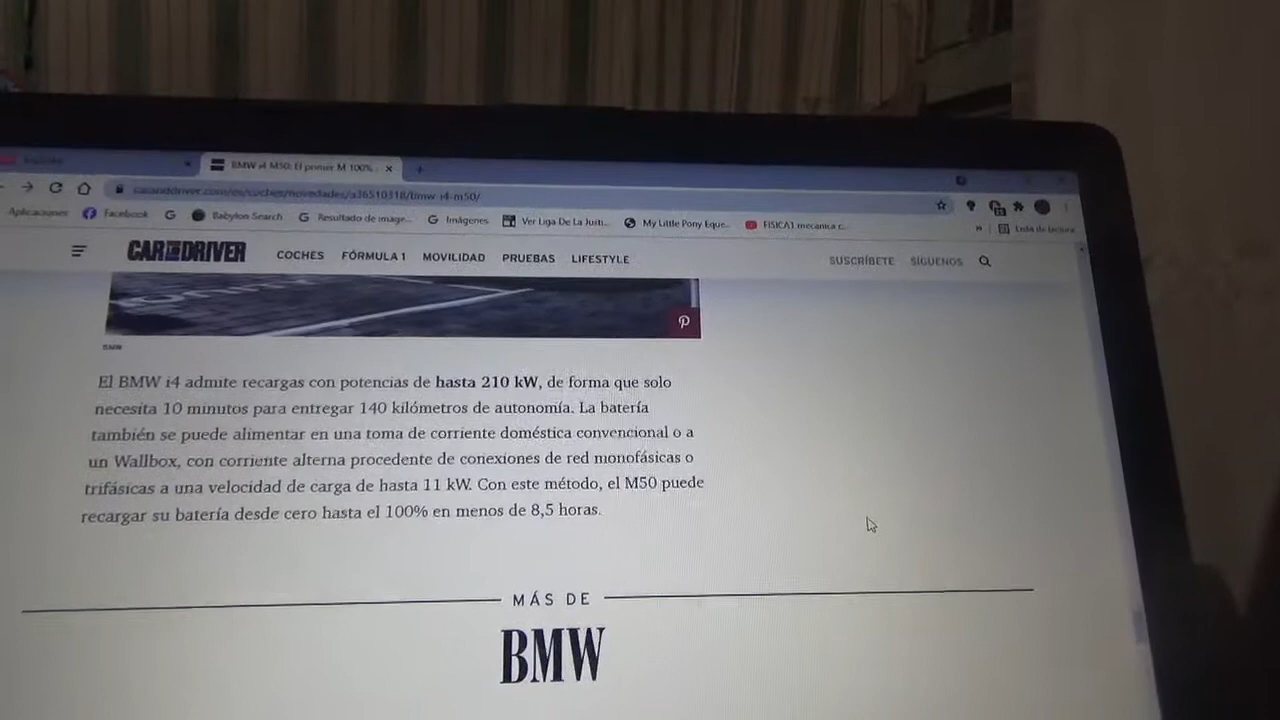 BMW i4 M50: El primer M 100%
caranddriver.com/es/coches/novedades/a36510318/bmw-i4-m50/
Aplicaciones Facebook Babylon Search Resultado de image... Imágenes Ver Liga De La Justi... My Little Pony Eque... FISICA1 mecanica c... » Lista de lectura
CAR AND DRIVER COCHES FÓRMULA 1 MOVILIDAD PRUEBAS LIFESTYLE SUSCRÍBETE SÍGUENOS
BMW
El BMW i4 admite recargas con potencias de hasta 210 kW, de forma que solo
necesita 10 minutos para entregar 140 kilómetros de autonomía. La batería
también se puede alimentar en una toma de corriente doméstica convencional o a
un Wallbox, con corriente alterna procedente de conexiones de red monofásicas o
trifásicas a una velocidad de carga de hasta 11 kW. Con este método, el M50 puede
recargar su batería desde cero hasta el 100% en menos de 8,5 horas.
MÁS DE
BMW